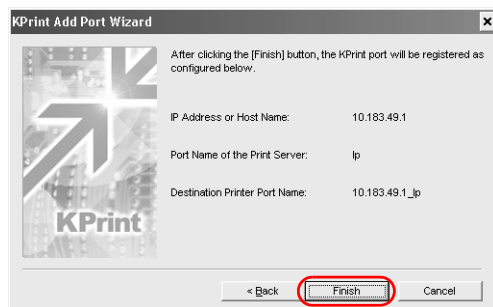 KPrint Add Port Wizard
After clicking the [Finish] button, the KPrint port will be registered as
configured below.
IP Address or Host Name: 10.183.49.1
Port Name of the Print Server: lp
Destination Printer Port Name: 10.183.49.1_lp
KPrint
< Back Finish Cancel